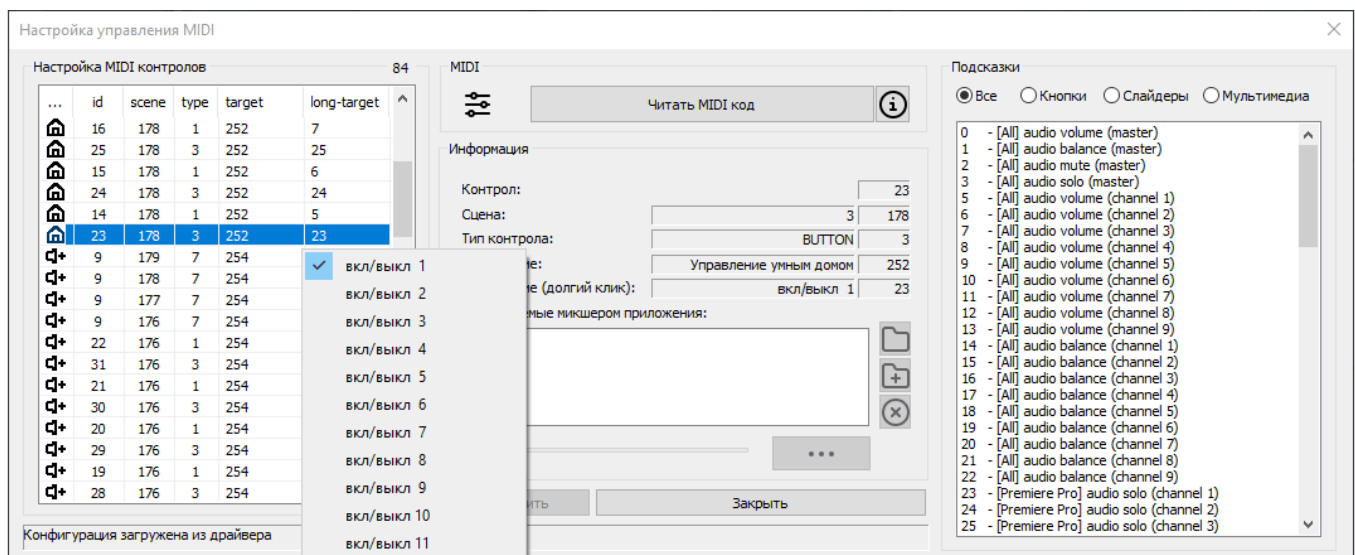 Настройка управления MIDI
Настройка MIDI контролов 84
... id scene type target long-target
16 178 1 252 7
25 178 3 252 25
15 178 1 252 6
24 178 3 252 24
14 178 1 252 5
23 178 3 252 23
9 179 7 254
9 178 7 254
9 177 7 254
9 176 7 254
22 176 1 254
31 176 3 254
21 176 1 254
30 176 3 254
20 176 1 254
29 176 3 254
19 176 1 254
28 176 3 254
вкл/выкл 1
вкл/выкл 2
вкл/выкл 3
вкл/выкл 4
вкл/выкл 5
вкл/выкл 6
вкл/выкл 7
вкл/выкл 8
вкл/выкл 9
вкл/выкл 10
вкл/выкл 11
Конфигурация загружена из драйвера
MIDI
Читать MIDI код
Информация
Контрол: 23
Сцена: 3 178
Тип контрола: BUTTON 3
ие: Управление умным домом 252
ие (долгий клик): вкл/выкл 1 23
емые микшером приложения:
...
ить
Закрыть
Подсказки
Все Кнопки Слайдеры Мультимедиа
0 - [All] audio volume (master)
1 - [All] audio balance (master)
2 - [All] audio mute (master)
3 - [All] audio solo (master)
5 - [All] audio volume (channel 1)
6 - [All] audio volume (channel 2)
7 - [All] audio volume (channel 3)
8 - [All] audio volume (channel 4)
9 - [All] audio volume (channel 5)
10 - [All] audio volume (channel 6)
11 - [All] audio volume (channel 7)
12 - [All] audio volume (channel 8)
13 - [All] audio volume (channel 9)
14 - [All] audio balance (channel 1)
15 - [All] audio balance (channel 2)
16 - [All] audio balance (channel 3)
17 - [All] audio balance (channel 4)
18 - [All] audio balance (channel 5)
19 - [All] audio balance (channel 6)
20 - [All] audio balance (channel 7)
21 - [All] audio balance (channel 8)
22 - [All] audio balance (channel 9)
23 - [Premiere Pro] audio solo (channel 1)
24 - [Premiere Pro] audio solo (channel 2)
25 - [Premiere Pro] audio solo (channel 3)